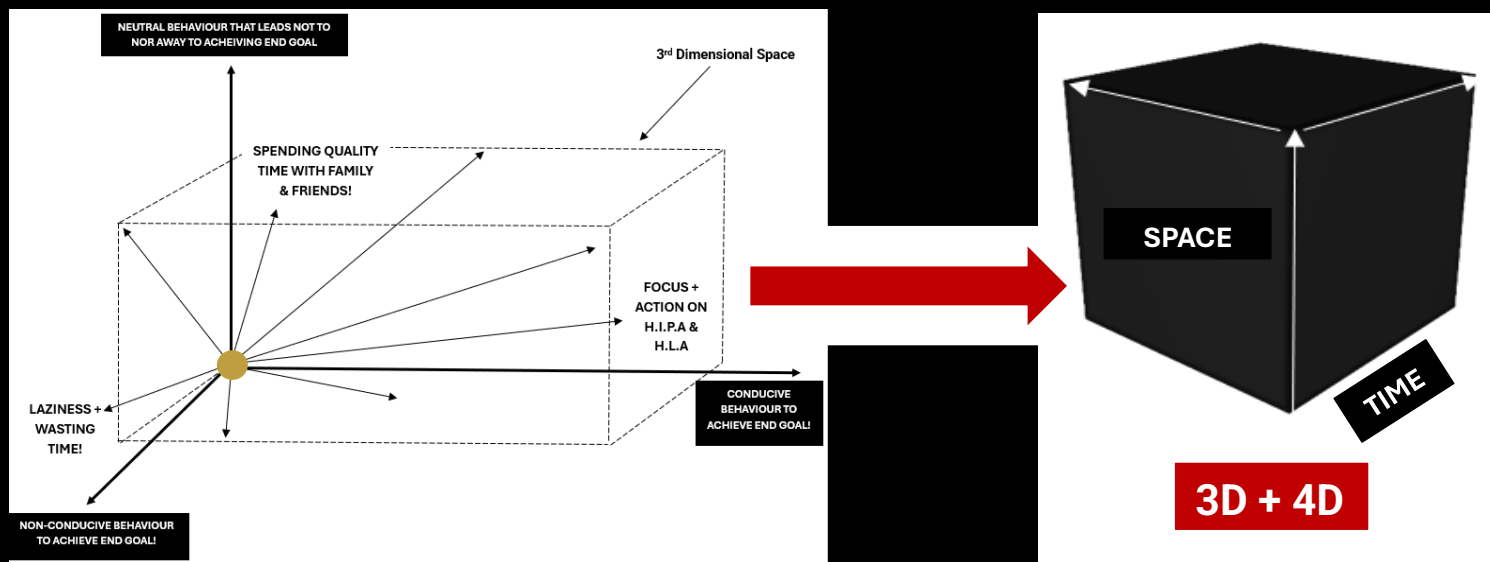 NEUTRAL BEHAVIOUR THAT LEADS NOT TO
NOR AWAY TO ACHEIVING END GOAL
3rd Dimensional Space
SPENDING QUALITY
TIME WITH FAMILY
& FRIENDS!
FOCUS +
ACTION ON
H.I.P.A &
H.L.A
LAZINESS +
WASTING
TIME!
CONDUCIVE
BEHAVIOUR TO
ACHIEVE END GOAL!
NON-CONDUCIVE BEHAVIOUR
TO ACHIEVE END GOAL!
SPACE
TIME
3D + 4D